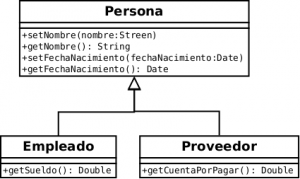 Persona
+setNombre(nombre:Streen)
+getNombre(): String
+setFechaNacimiento(fechaNacimiento:Date)
+getFechaNacimiento(): Date
Empleado
+getSueldo(): Double
Proveedor
+getCuentaPorPagar(): Double